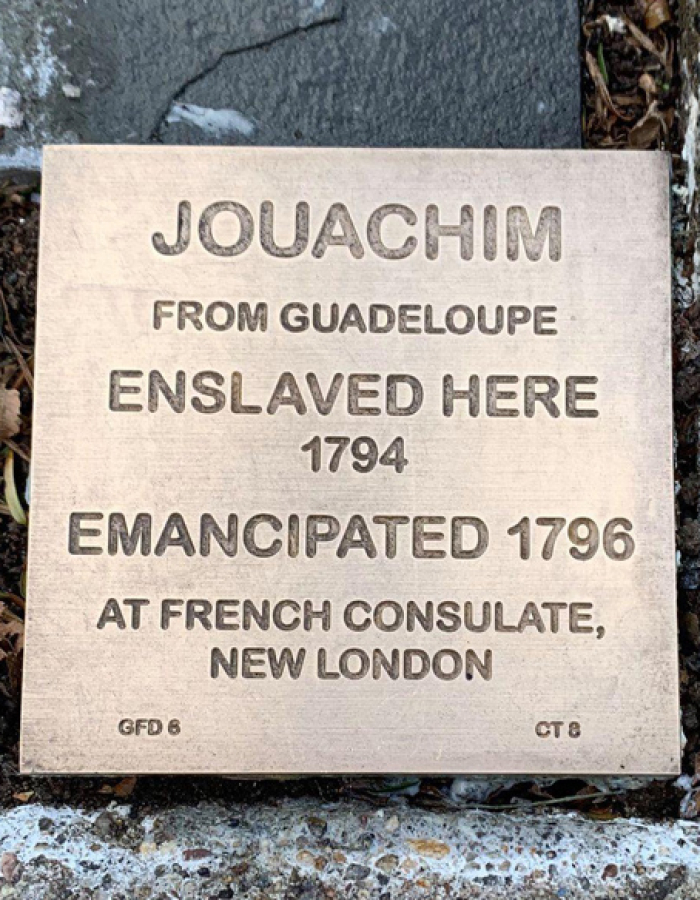 JOUACHIM
FROM GUADELOUPE
ENSLAVED HERE
1794
EMANCIPATED 1796
AT FRENCH CONSULATE,
NEW LONDON
GFD 6 CT 8